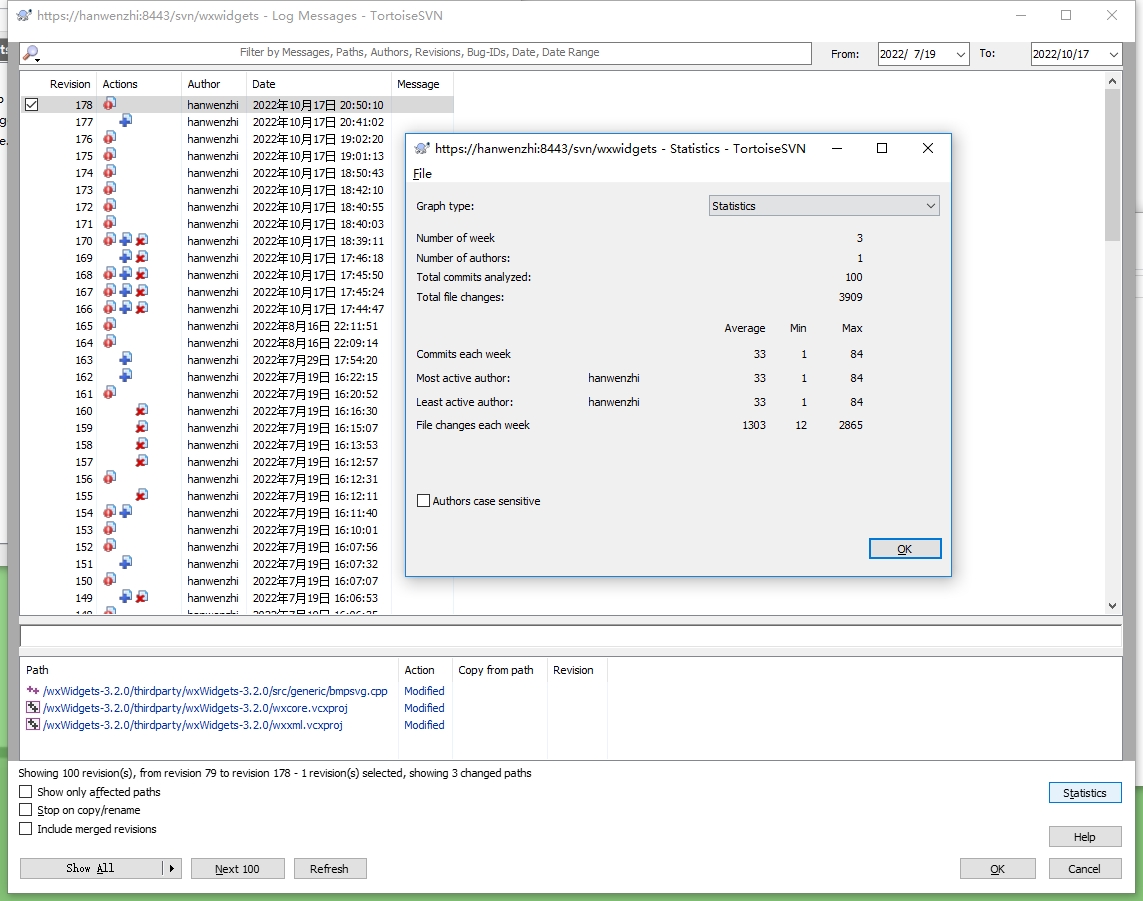 https://hanwenzhi:8443/svn/wxwidgets - Log Messages - TortoiseSVN
Filter by Messages, Paths, Authors, Revisions, Bug-IDs, Date, Date Range
From: 2022/ 7/19 To: 2022/10/17
Revision Actions Author Date Message
178 hanwenzhi 2022年10月17日 20:50:10
177 hanwenzhi 2022年10月17日 20:41:02
176 hanwenzhi 2022年10月17日 19:02:20
175 hanwenzhi 2022年10月17日 19:01:13
174 hanwenzhi 2022年10月17日 18:50:43
173 hanwenzhi 2022年10月17日 18:42:10
172 hanwenzhi 2022年10月17日 18:40:55
171 hanwenzhi 2022年10月17日 18:40:03
170 hanwenzhi 2022年10月17日 18:39:11
169 hanwenzhi 2022年10月17日 17:46:18
168 hanwenzhi 2022年10月17日 17:45:50
167 hanwenzhi 2022年10月17日 17:45:24
166 hanwenzhi 2022年10月17日 17:44:47
165 hanwenzhi 2022年8月16日 22:11:51
164 hanwenzhi 2022年8月16日 22:09:14
163 hanwenzhi 2022年7月29日 17:54:20
162 hanwenzhi 2022年7月19日 16:22:15
161 hanwenzhi 2022年7月19日 16:20:52
160 hanwenzhi 2022年7月19日 16:16:30
159 hanwenzhi 2022年7月19日 16:15:07
158 hanwenzhi 2022年7月19日 16:13:53
157 hanwenzhi 2022年7月19日 16:12:57
156 hanwenzhi 2022年7月19日 16:12:31
155 hanwenzhi 2022年7月19日 16:12:11
154 hanwenzhi 2022年7月19日 16:11:40
153 hanwenzhi 2022年7月19日 16:10:01
152 hanwenzhi 2022年7月19日 16:07:56
151 hanwenzhi 2022年7月19日 16:07:32
150 hanwenzhi 2022年7月19日 16:07:07
149 hanwenzhi 2022年7月19日 16:06:53
https://hanwenzhi:8443/svn/wxwidgets - Statistics - TortoiseSVN
File
Graph type: Statistics
Number of week 3
Number of authors: 1
Total commits analyzed: 100
Total file changes: 3909
Average Min Max
Commits each week 33 1 84
Most active author: hanwenzhi 33 1 84
Least active author: hanwenzhi 33 1 84
File changes each week 1303 12 2865
Authors case sensitive
OK
Path Action Copy from path Revision
/wxWidgets-3.2.0/thirdparty/wxWidgets-3.2.0/src/generic/bmpsvg.cpp Modified
/wxWidgets-3.2.0/thirdparty/wxWidgets-3.2.0/wxcore.vcxproj Modified
/wxWidgets-3.2.0/thirdparty/wxWidgets-3.2.0/wxxml.vcxproj Modified
Showing 100 revision(s), from revision 79 to revision 178 - 1 revision(s) selected, showing 3 changed paths
Show only affected paths
Statistics
Stop on copy/rename
Include merged revisions
Help
Show All Next 100 Refresh OK Cancel